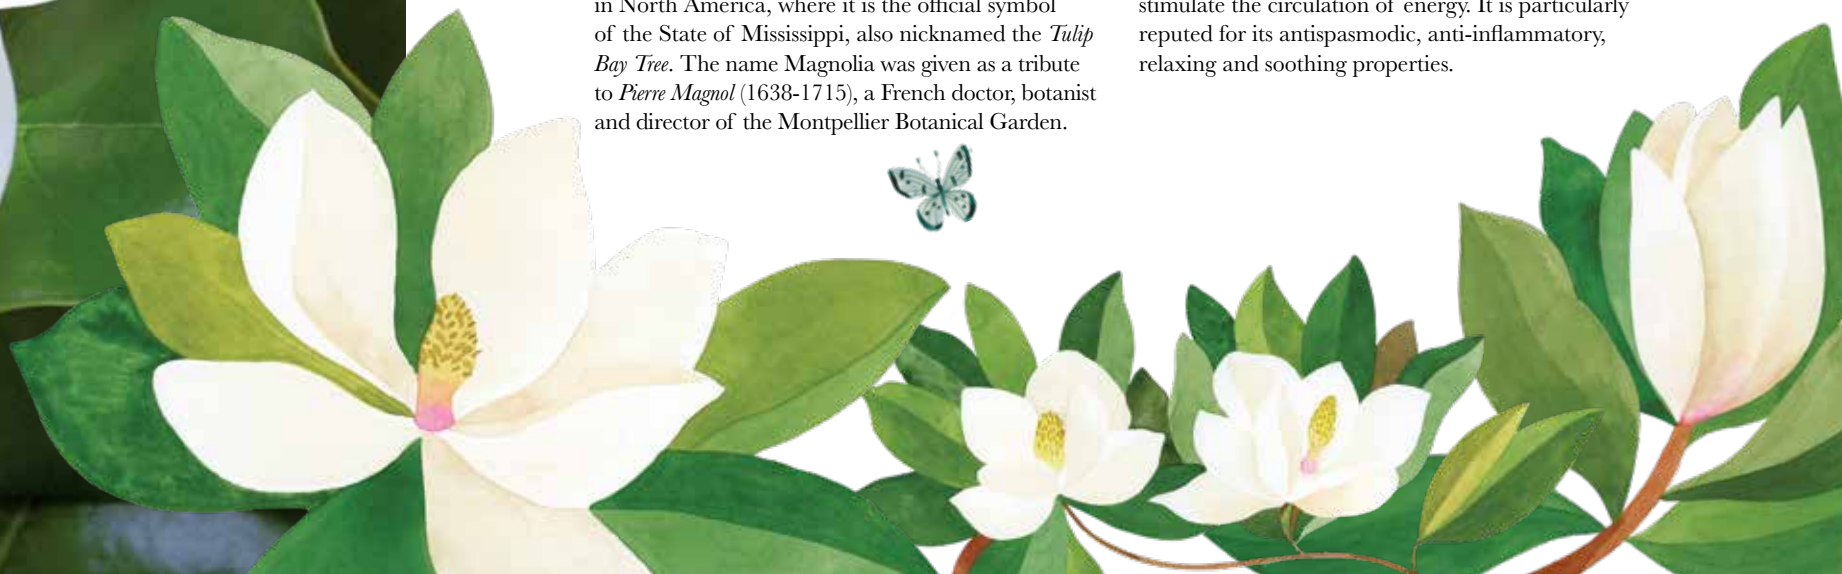 in North America, where it is the official symbol
of the State of Mississippi, also nicknamed the Tulip
Bay Tree. The name Magnolia was given as a tribute
to Pierre Magnol (1638-1715), a French doctor, botanist
and director of the Montpellier Botanical Garden.
stimulate the circulation of energy. It is particularly
reputed for its antispasmodic, anti-inflammatory,
relaxing and soothing properties.